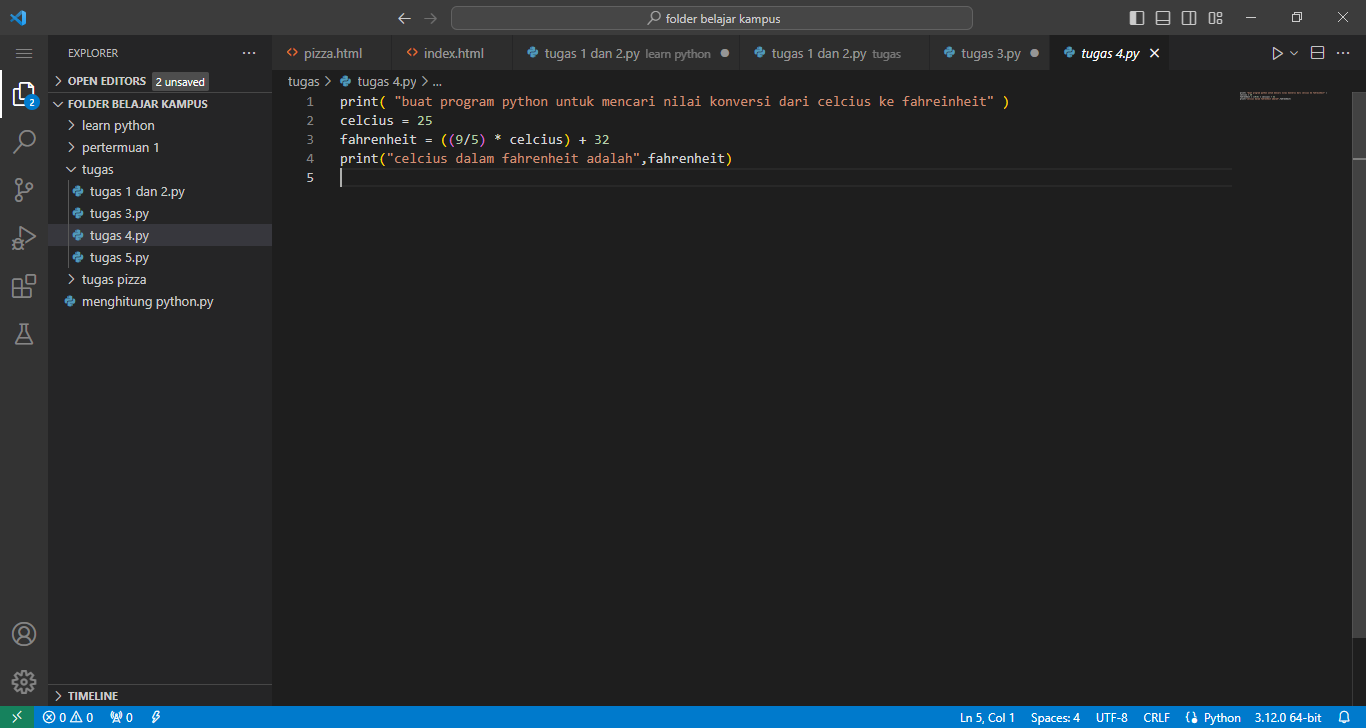 folder belajar kampus
EXPLORER
pizza.html
index.html
tugas 1 dan 2.py learn python
tugas 1 dan 2.py tugas
tugas 3.py
tugas 4.py
OPEN EDITORS 2 unsaved
FOLDER BELAJAR KAMPUS
learn python
pertermuan 1
tugas
tugas 1 dan 2.py
tugas 3.py
tugas 4.py
tugas 5.py
tugas pizza
menghitung python.py
2
tugas > tugas 4.py > ...
1 print( "buat program python untuk mencari nilai konversi dari celcius ke fahreinheit" )
2 celcius = 25
3 fahrenheit = ((9/5) * celcius) + 32
4 print("celcius dalam fahrenheit adalah",fahrenheit)
5
TIMELINE
0 0 0 Ln 5, Col 1 Spaces: 4 UTF-8 CRLF Python 3.12.0 64-bit